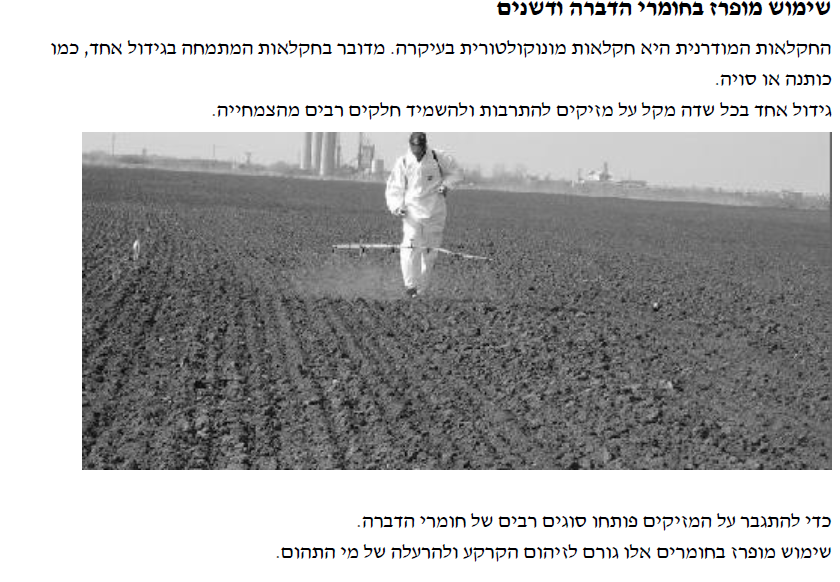 שימוש מופרז בחומרי הדברה ודשנים
החקלאות המודרנית היא חקלאות מונוקולטורית בעיקרה. מדובר בחקלאות המתמחה בגידול אחד, כמו
כותנה או סויה.
גידול אחד בכל שדה מקל על מזיקים להתרבות ולהשמיד חלקים רבים מהצמחייה.
כדי להתגבר על המזיקים פותחו סוגים רבים של חומרי הדברה.
שימוש מופרז בחומרים אלו גורם לזיהום הקרקע ולהרעלה של מי התהום.